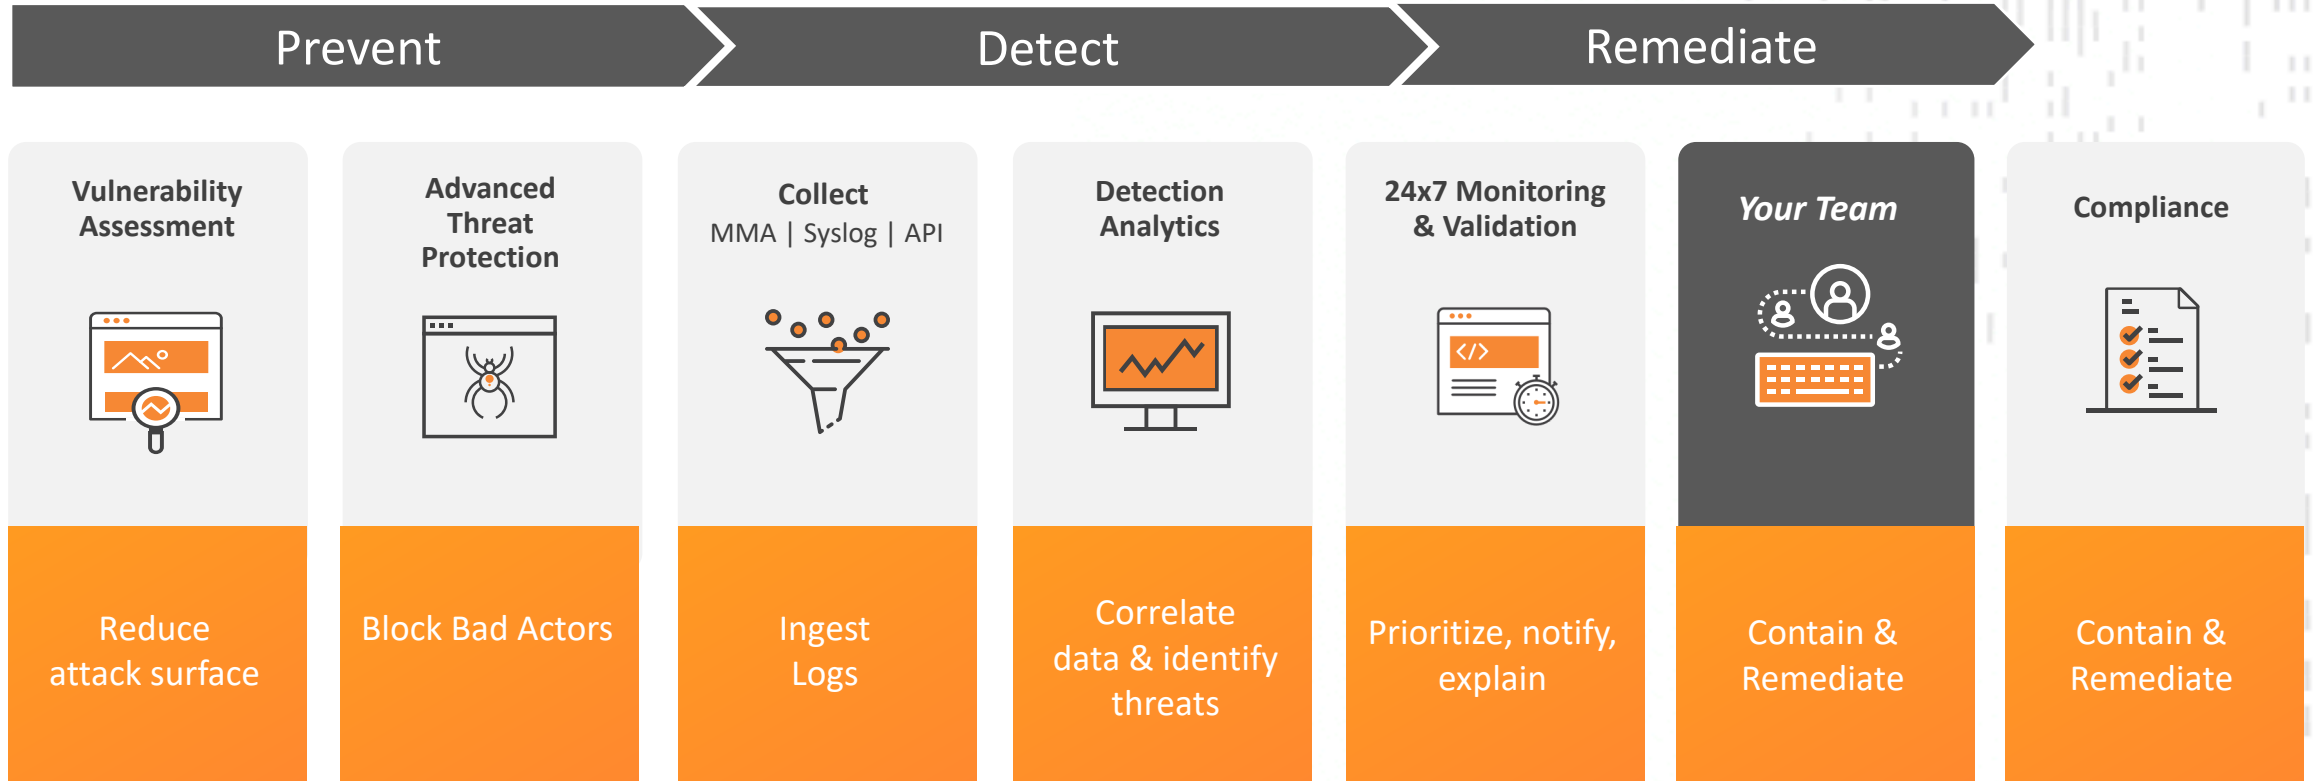 Prevent
Detect
Remediate
Vulnerability
Assessment
Advanced
Threat
Protection
Collect
MMA | Syslog | API
Detection
Analytics
24x7 Monitoring
& Validation
Your Team
Compliance
</>
Reduce
attack surface
Block Bad Actors
Ingest
Logs
Correlate
data & identify
threats
Prioritize, notify,
explain
Contain &
Remediate
Contain &
Remediate